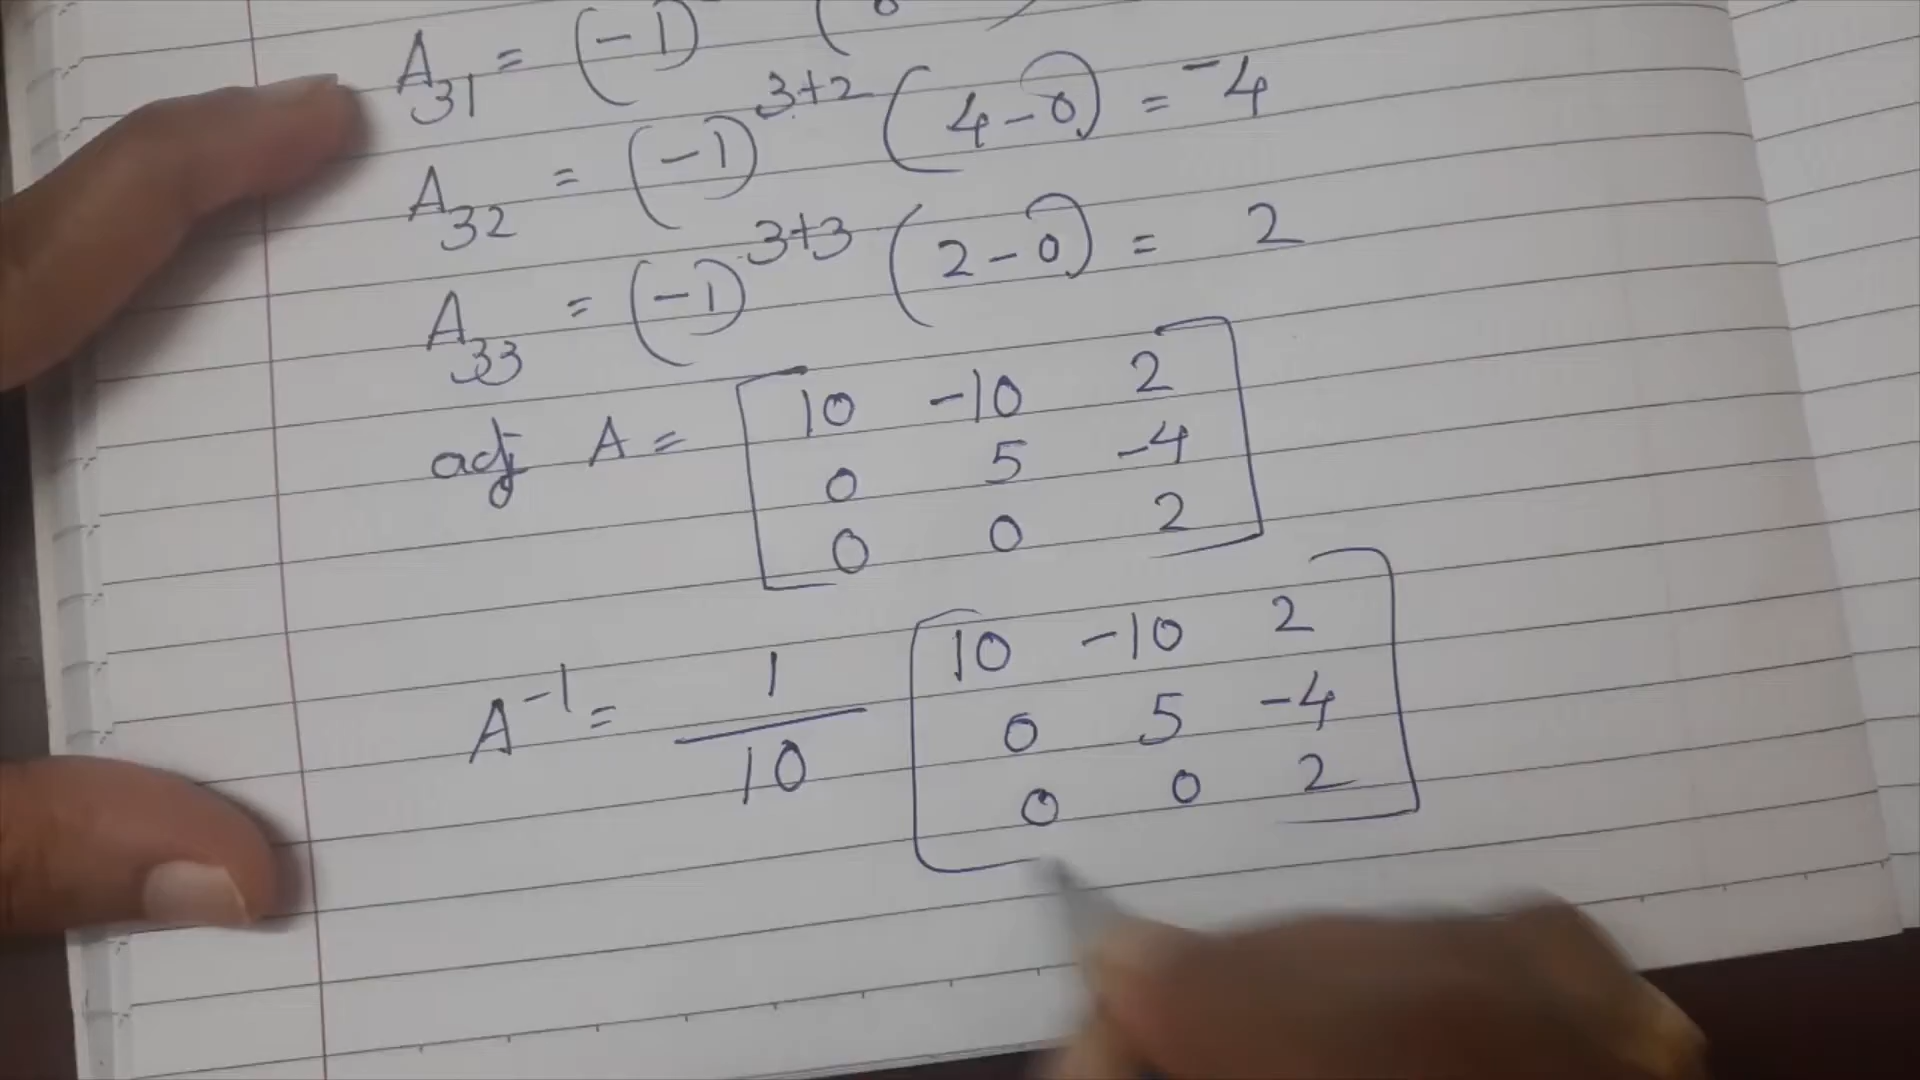 A31 = (-1)
A32 = (-1)^3+2 (4-0) = -4
A33 = (-1)^3+3 (2-0) = 2
adj A = [10 -10 2
0 5 -4
0 0 2]
A^-1 = 1/10 [10 -10 2
0 5 -4
0 0 2]